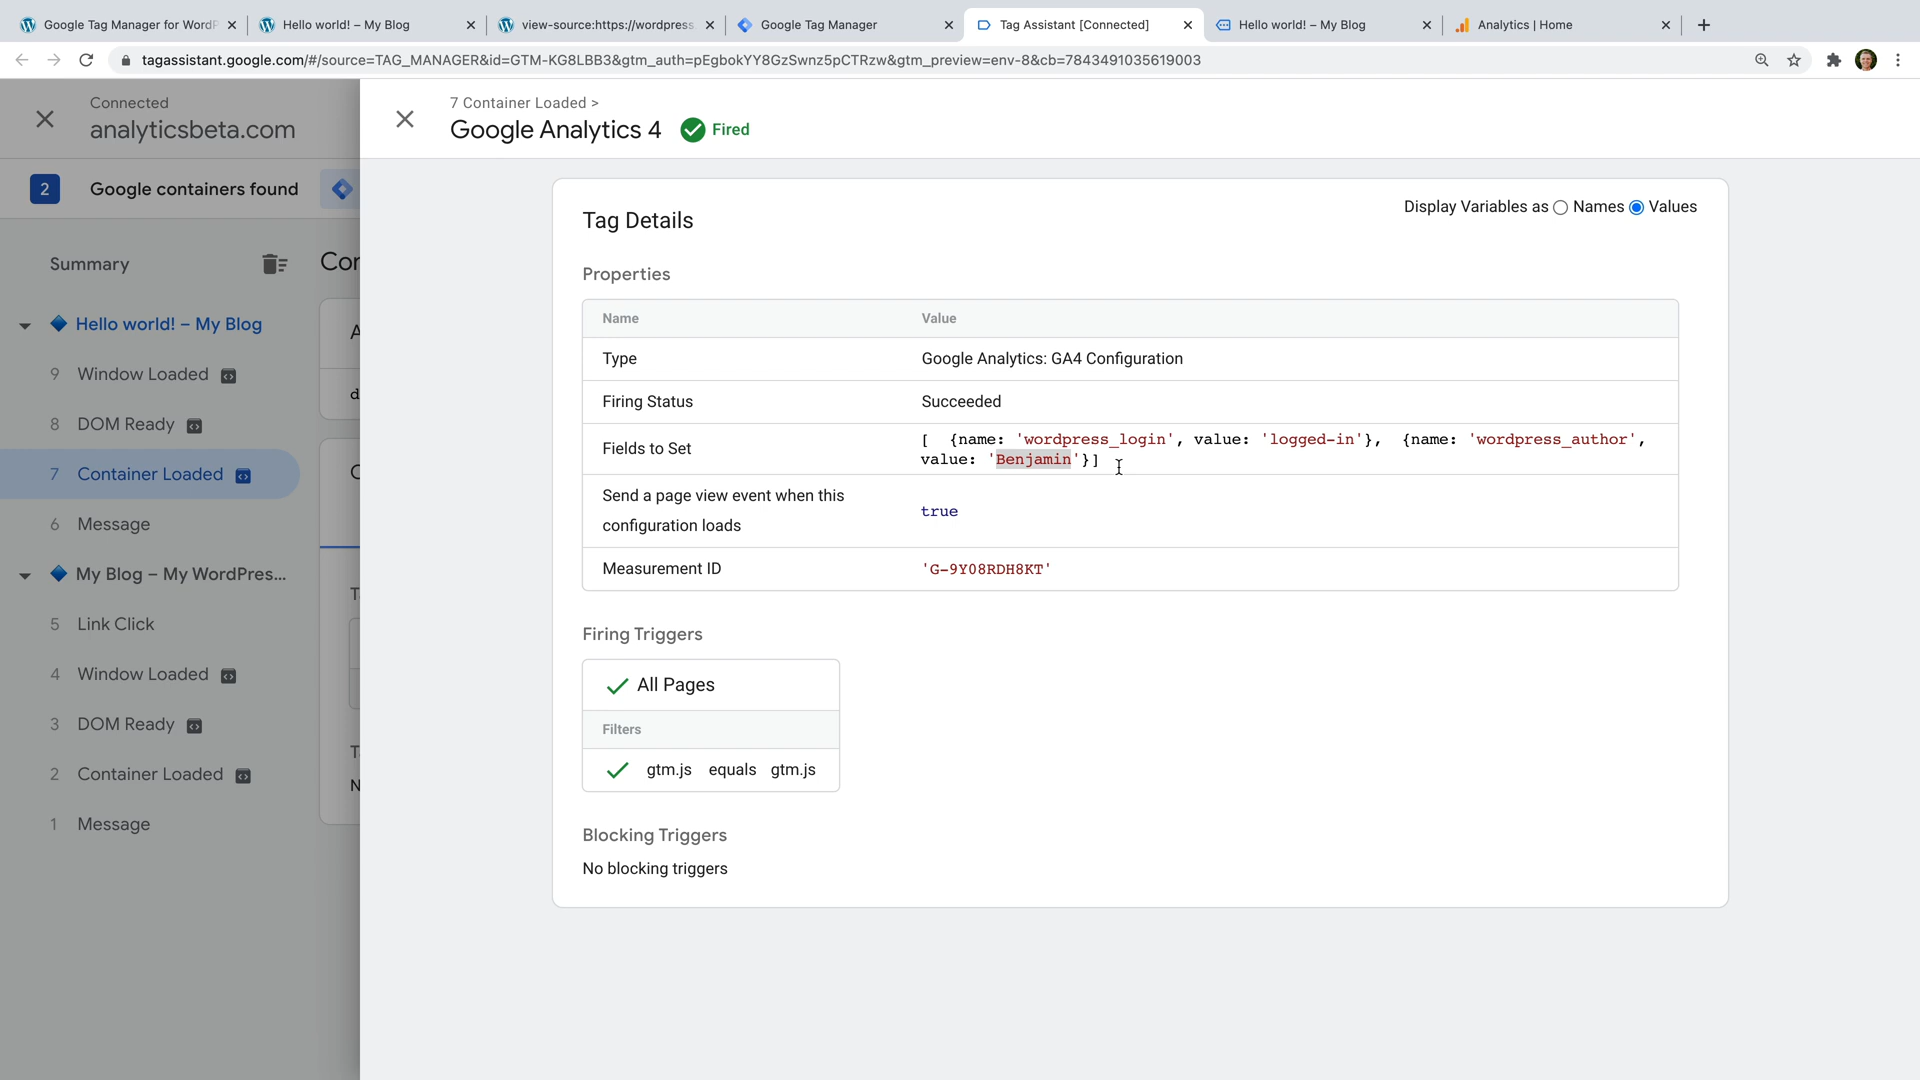 Google Tag Manager for WordP
Hello world! – My Blog
view-source:https://wordpress.
Google Tag Manager
Tag Assistant [Connected]
Hello world! – My Blog
Analytics | Home
tagassistant.google.com/#/source=TAG_MANAGER&id=GTM-KG8LBB3&gtm_auth=pEgbokYY8GzSwnz5pCTRzw&gtm_preview=env-8&cb=7843491035619003
Connected
analyticsbeta.com
2 Google containers found
Summary
Hello world! – My Blog
9 Window Loaded
8 DOM Ready
7 Container Loaded
6 Message
My Blog – My WordPres...
5 Link Click
4 Window Loaded
3 DOM Ready
2 Container Loaded
1 Message
Cor
7 Container Loaded >
Google Analytics 4 Fired
Tag Details
Display Variables as Names Values
Properties
Name Value
Type Google Analytics: GA4 Configuration
Firing Status Succeeded
Fields to Set
[ {name: 'wordpress_login', value: 'logged-in'}, {name: 'wordpress_author',
value: 'Benjamin'}]
Send a page view event when this
configuration loads
true
Measurement ID 'G-9Y08RDH8KT'
Firing Triggers
All Pages
Filters
gtm.js equals gtm.js
Blocking Triggers
No blocking triggers